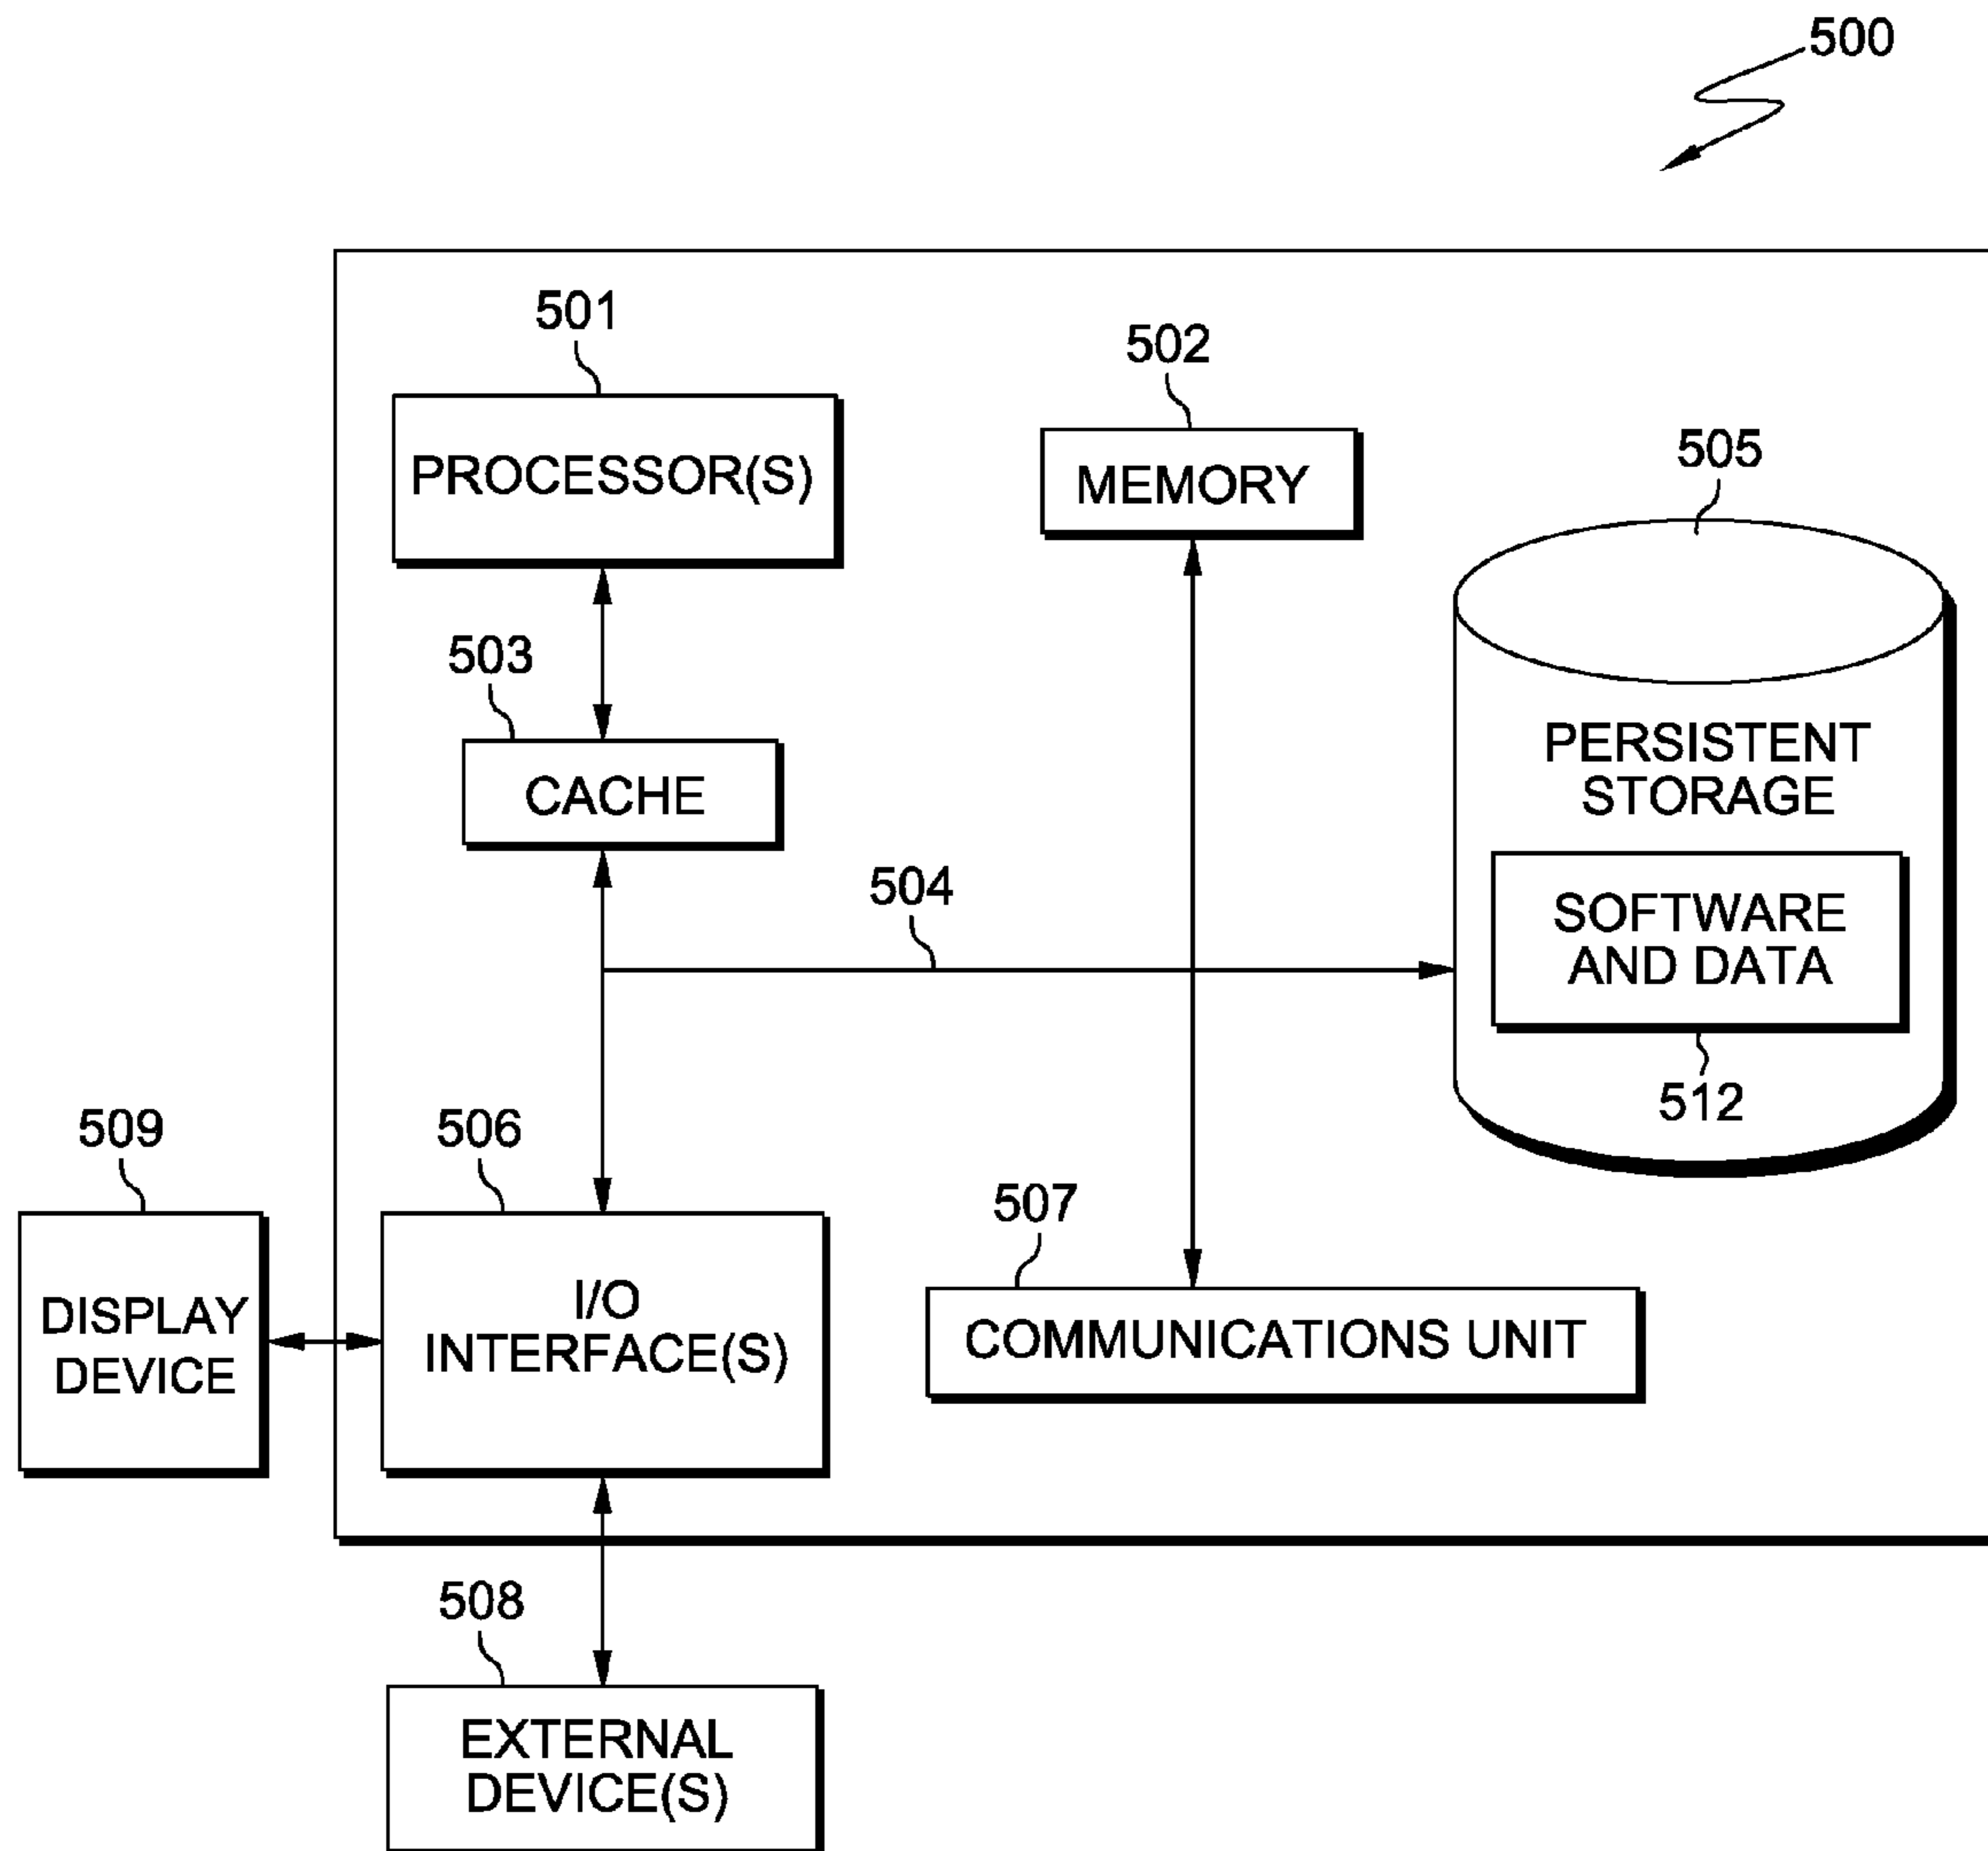 500
501
PROCESSOR(S)
502
MEMORY
505
503
CACHE
PERSISTENT
STORAGE
504
SOFTWARE
AND DATA
512
509
DISPLAY
DEVICE
506
I/O
INTERFACE(S)
507
COMMUNICATIONS UNIT
508
EXTERNAL
DEVICE(S)